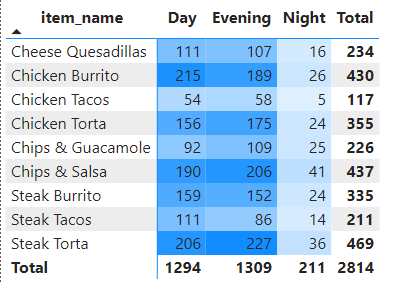 item_name Day Evening Night Total
Cheese Quesadillas 111 107 16 234
Chicken Burrito 215 189 26 430
Chicken Tacos 54 58 5 117
Chicken Torta 156 175 24 355
Chips & Guacamole 92 109 25 226
Chips & Salsa 190 206 41 437
Steak Burrito 159 152 24 335
Steak Tacos 111 86 14 211
Steak Torta 206 227 36 469
Total 1294 1309 211 2814